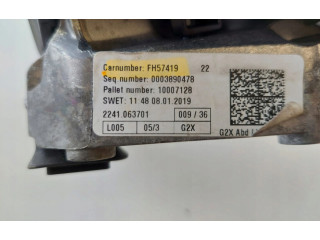 Carnumber: FH57419 22
Seq number: 0003890478
Pallet number: 10007128
SWET: 11 48 08.01.2019
2241.063701 009 / 36
L005 05/3 G2X
G2X Abd